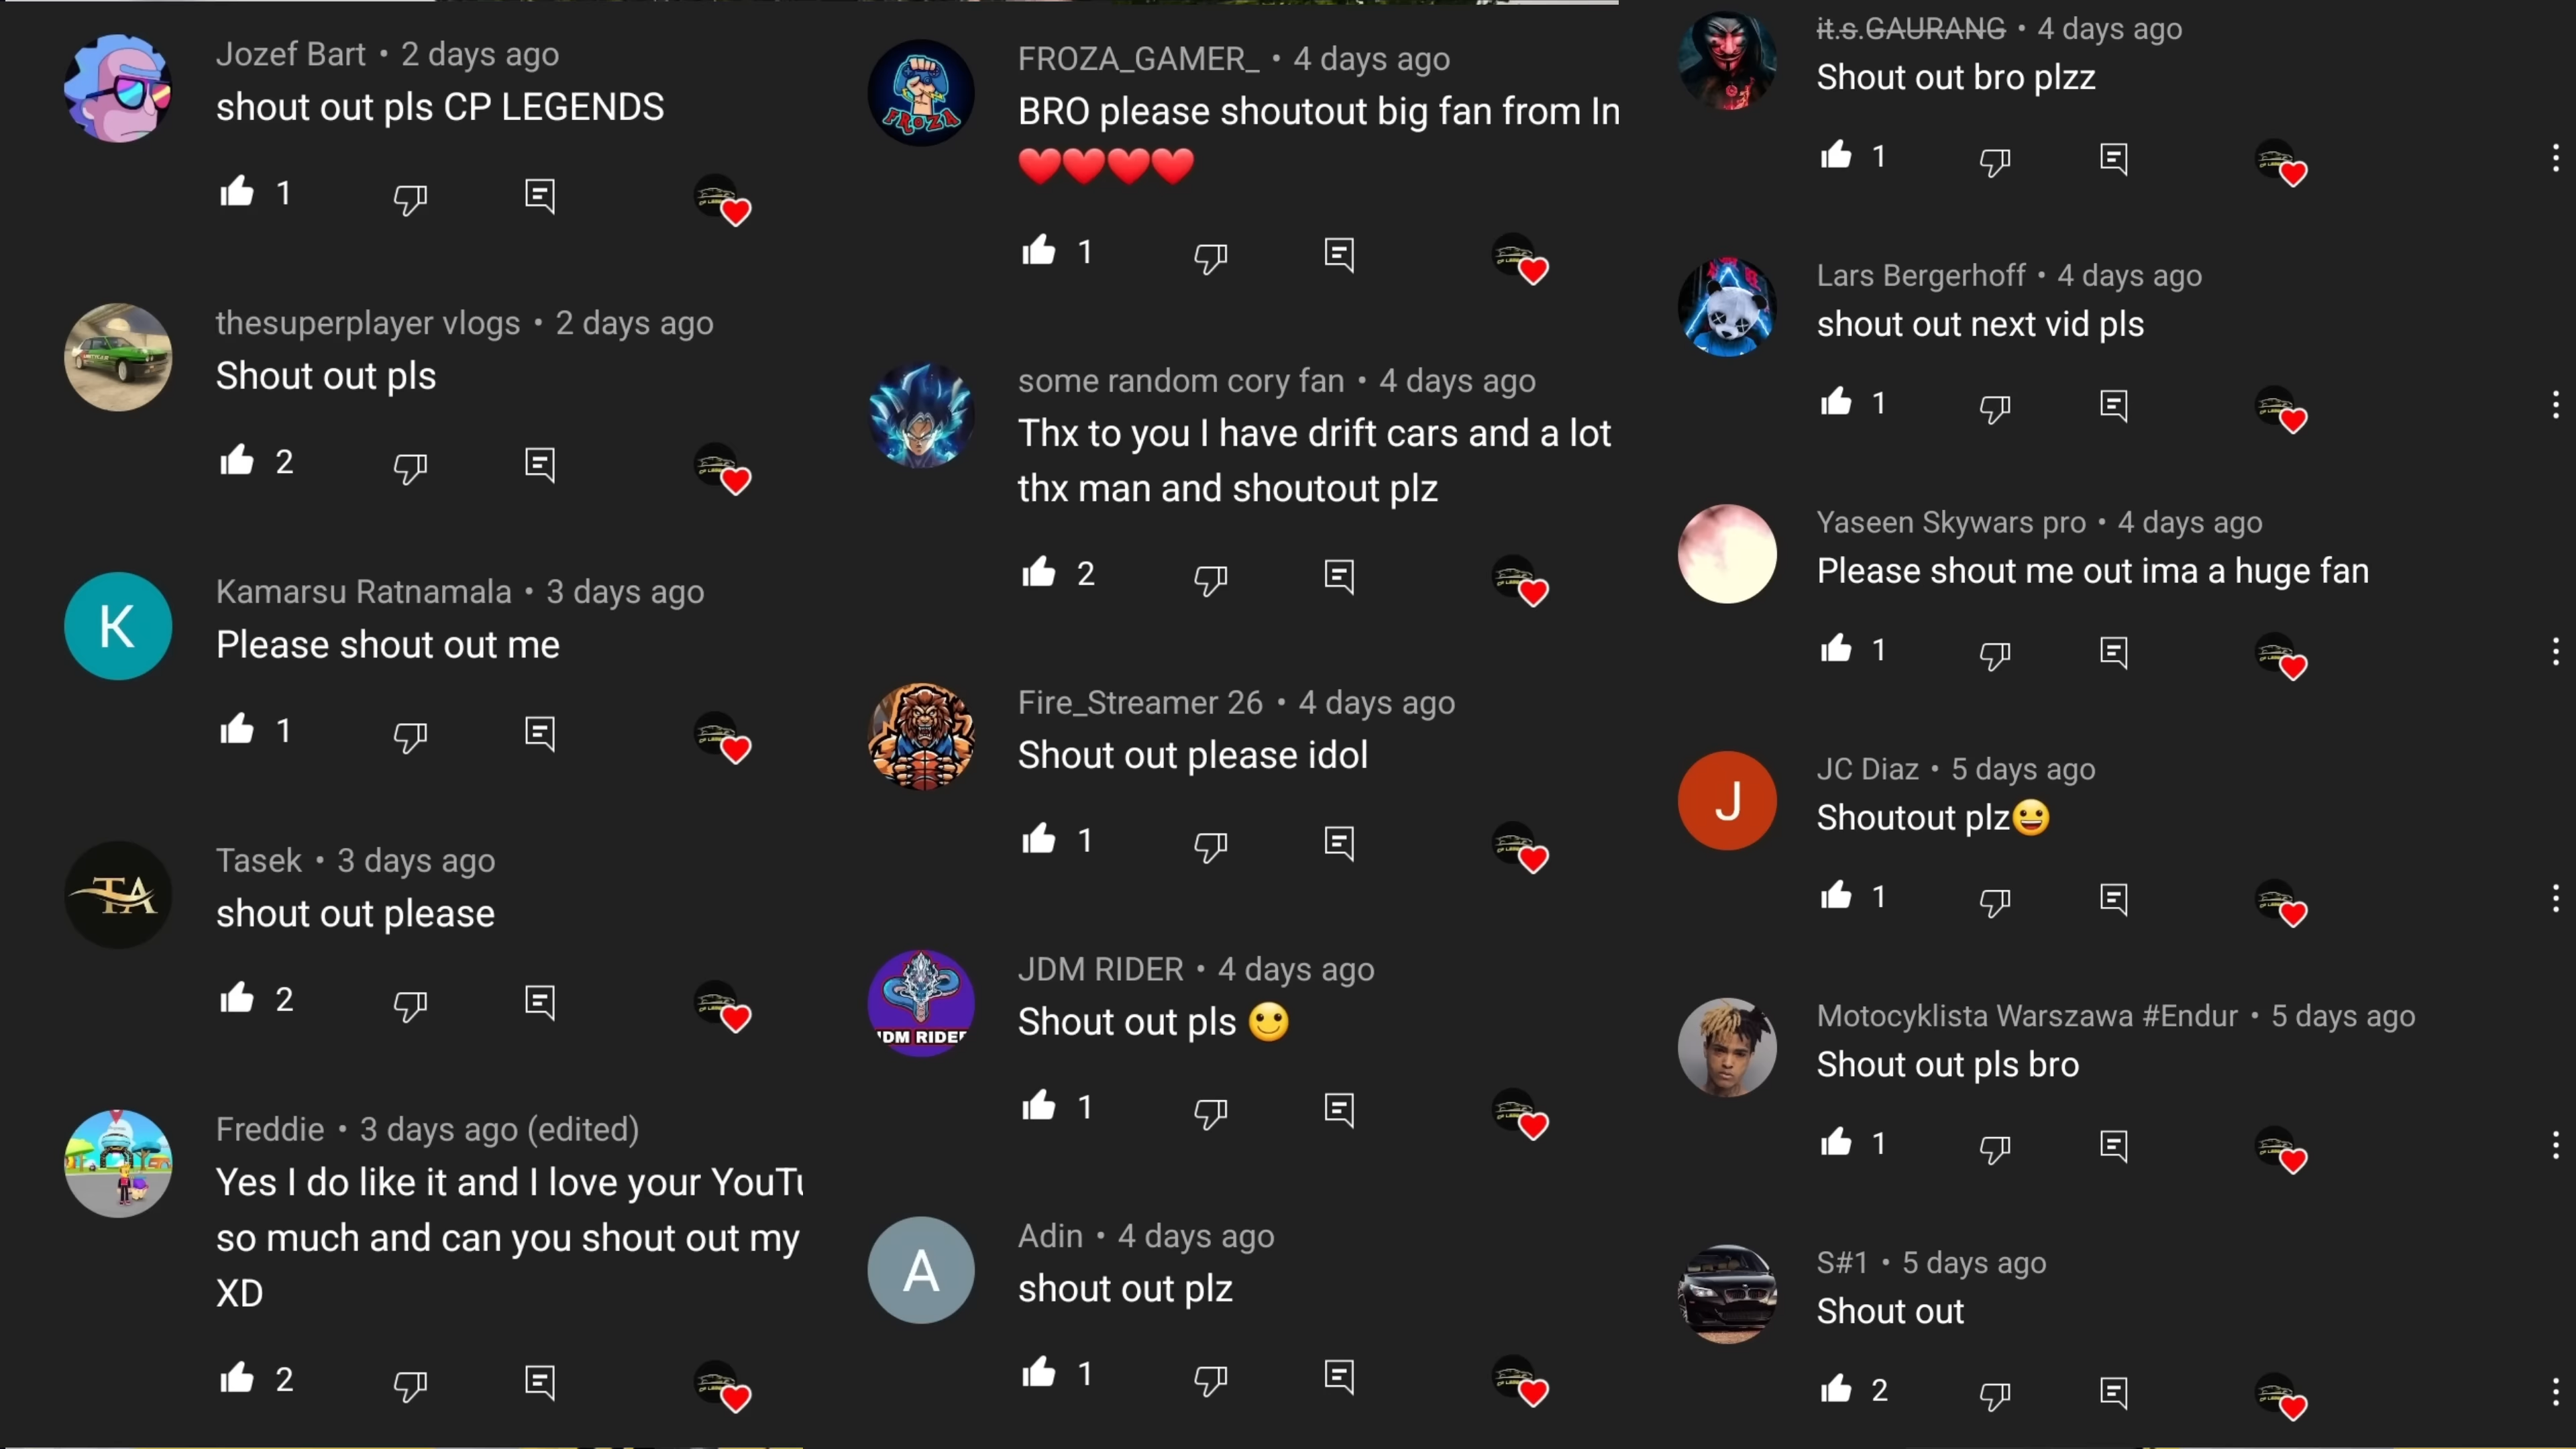 Jozef Bart • 2 days ago
shout out pls CP LEGENDS
1
thesuperplayer vlogs • 2 days ago
Shout out pls
2
K
Kamarsu Ratnamala • 3 days ago
Please shout out me
1
TA
Tasek • 3 days ago
shout out please
2
Freddie • 3 days ago (edited)
Yes I do like it and I love your YouTu
so much and can you shout out my
XD
2
FROZA
FROZA_GAMER_ • 4 days ago
BRO please shoutout big fan from In
❤️❤️❤️❤️
1
some random cory fan • 4 days ago
Thx to you I have drift cars and a lot
thx man and shoutout plz
2
Fire_Streamer 26 • 4 days ago
Shout out please idol
1
JDM RIDER
JDM RIDER • 4 days ago
Shout out pls 🙂
1
A
Adin • 4 days ago
shout out plz
1
it.s.GAURANG • 4 days ago
Shout out bro plzz
1
Lars Bergerhoff • 4 days ago
shout out next vid pls
1
Yaseen Skywars pro • 4 days ago
Please shout me out ima a huge fan
1
J
JC Diaz • 5 days ago
Shoutout plz😀
1
Motocyklista Warszawa #Endur • 5 days ago
Shout out pls bro
1
S#1 • 5 days ago
Shout out
2